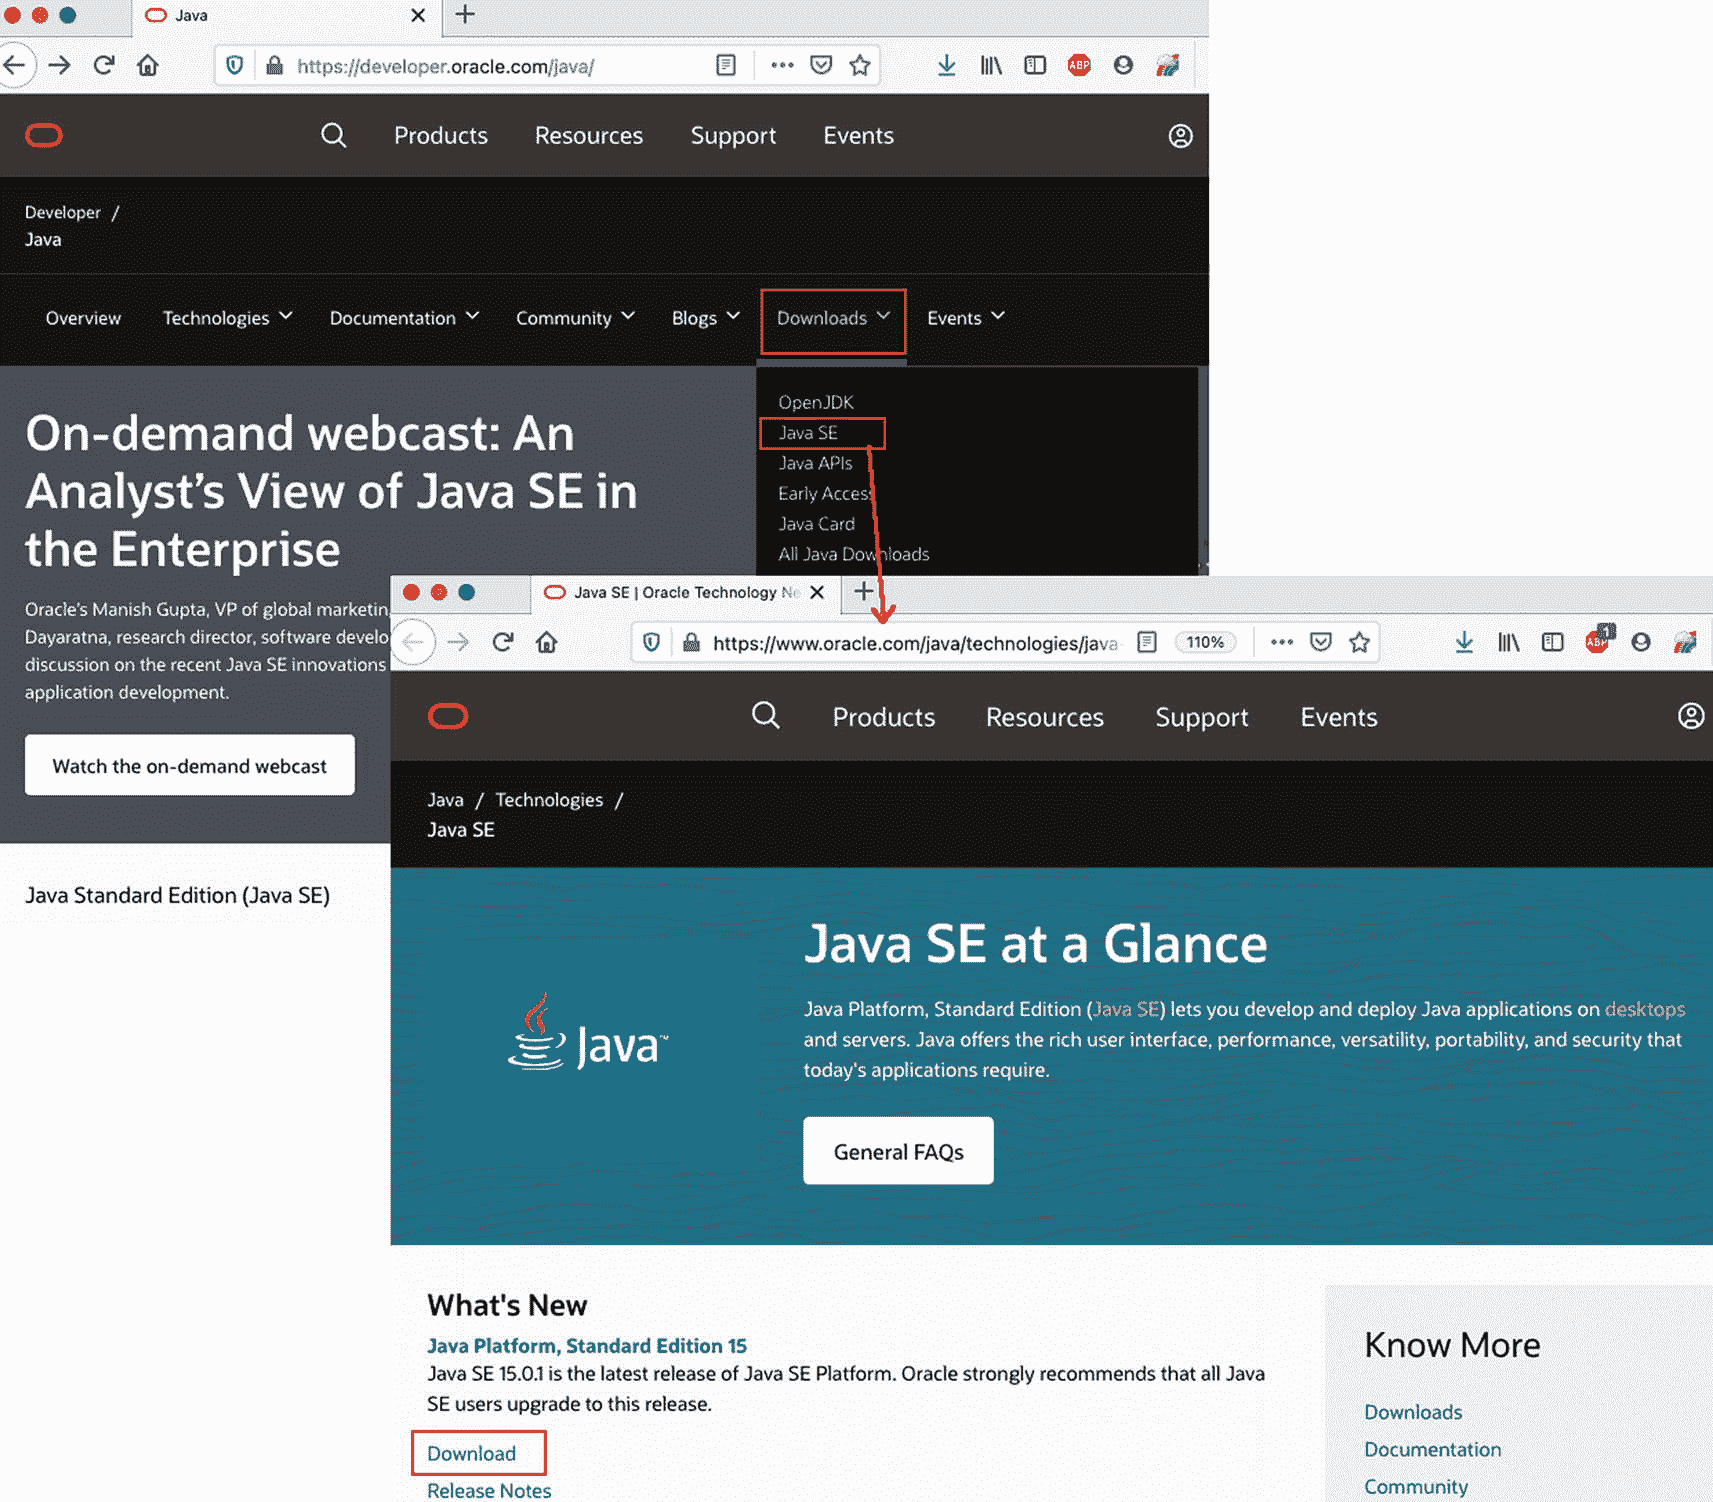 Java
https://developer.oracle.com/java/
ABP
Products Resources Support Events
Developer /
Java
Overview Technologies Documentation Community Blogs Downloads Events
OpenJDK
Java SE
Java APIs
Early Access
Java Card
All Java Downloads
On-demand webcast: An
Analyst's View of Java SE in
the Enterprise
Oracle's Manish Gupta, VP of global marketin
Dayaratna, research director, software develo
discussion on the recent Java SE innovations
application development.
Watch the on-demand webcast
Java Standard Edition (Java SE)
Java SE | Oracle Technology Ne
https://www.oracle.com/java/technologies/java-
110%
ABP 1
Products Resources Support Events
Java / Technologies /
Java SE
Java™
Java SE at a Glance
Java Platform, Standard Edition (Java SE) lets you develop and deploy Java applications on desktops
and servers. Java offers the rich user interface, performance, versatility, portability, and security that
today's applications require.
General FAQs
What's New
Java Platform, Standard Edition 15
Java SE 15.0.1 is the latest release of Java SE Platform. Oracle strongly recommends that all Java
SE users upgrade to this release.
Download
Release Notes
Know More
Downloads
Documentation
Community